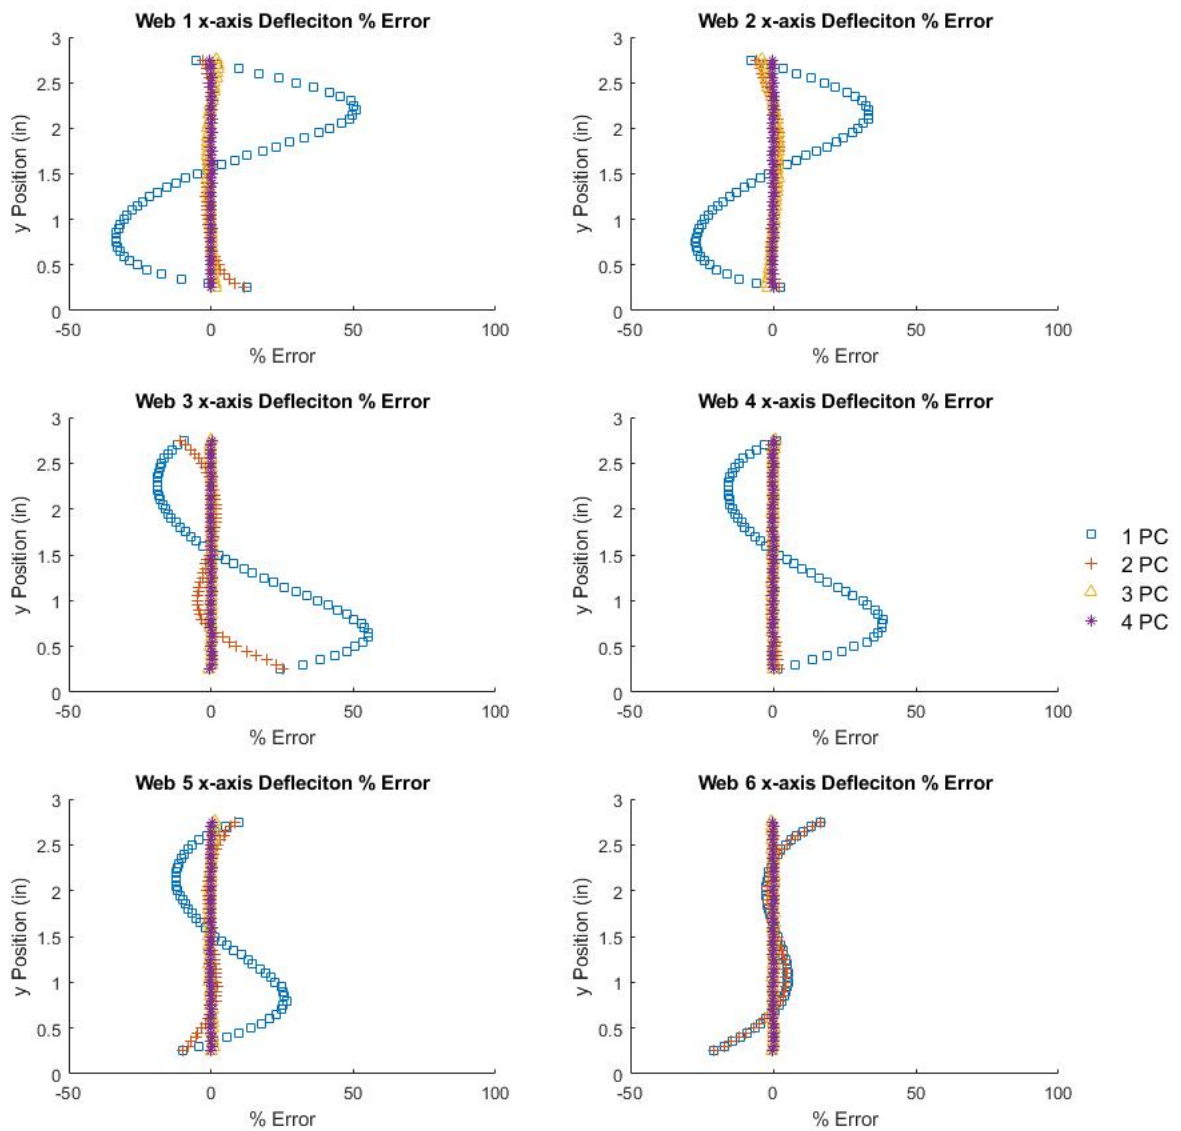 Web 1 x-axis Defleciton % Error
3
2.5
2
1.5
1
0.5
0
y Position (in)
-50 0 50 100
% Error
Web 2 x-axis Defleciton % Error
3
2.5
2
1.5
1
0.5
0
y Position (in)
-50 0 50 100
% Error
Web 3 x-axis Defleciton % Error
3
2.5
2
1.5
1
0.5
0
y Position (in)
-50 0 50 100
% Error
Web 4 x-axis Defleciton % Error
3
2.5
2
1.5
1
0.5
0
y Position (in)
-50 0 50 100
% Error
1 PC
2 PC
3 PC
4 PC
Web 5 x-axis Defleciton % Error
3
2.5
2
1.5
1
0.5
0
y Position (in)
-50 0 50 100
% Error
Web 6 x-axis Defleciton % Error
3
2.5
2
1.5
1
0.5
0
y Position (in)
-50 0 50 100
% Error